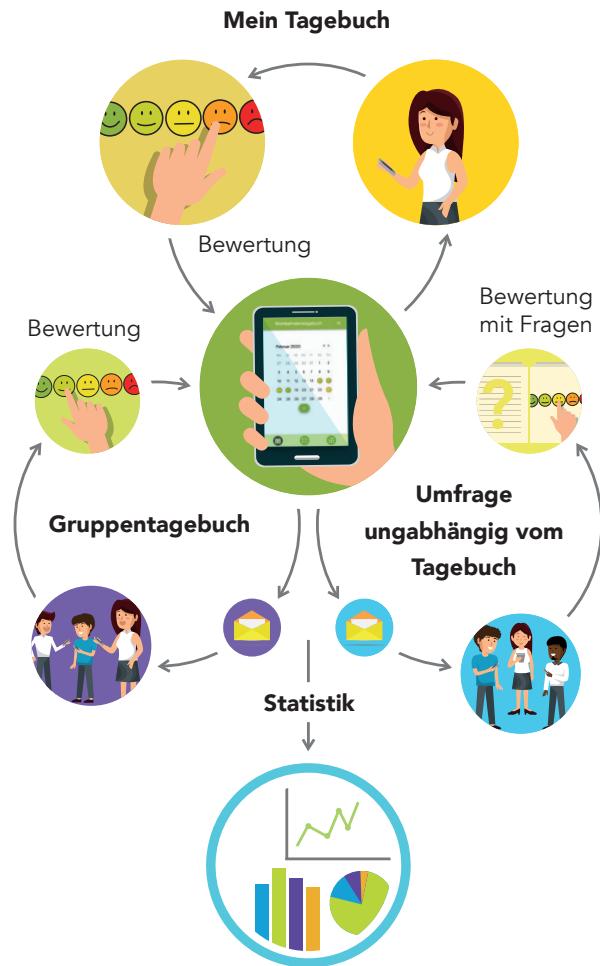 Mein Tagebuch
Bewertung
Bewertung
mit Fragen
Bewertung
Februar 2020
Gruppentagebuch
Umfrage
ungabhängig vom
Tagebuch
Statistik